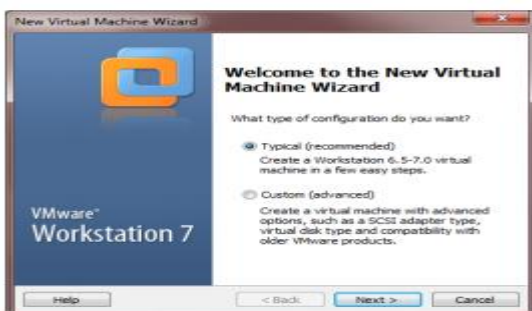 New Virtual Machine Wizard
Welcome to the New Virtual
Machine Wizard
What type of configuration do you want?
Typical (recommended)
Create a Workstation 6.5-7.0 virtual
machine in a few easy steps.
Custom (advanced)
Create a virtual machine with advanced
options, such as a SCSI adapter type,
virtual disk type and compatibility with
older VMware products.
VMware™
Workstation 7
Help
< Back
Next >
Cancel